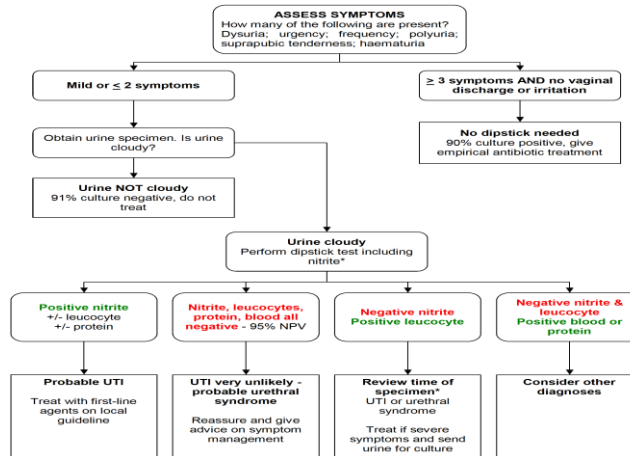 ASSESS SYMPTOMS
How many of the following are present?
Dysuria; urgency; frequency; polyuria;
suprapubic tenderness; haematuria
Mild or ≤ 2 symptoms
≥ 3 symptoms AND no vaginal
discharge or irritation
Obtain urine specimen. Is urine
cloudy?
No dipstick needed
90% culture positive, give
empirical antibiotic treatment
Urine NOT cloudy
91% culture negative, do not
treat
Urine cloudy
Perform dipstick test including
nitrite*
Positive nitrite
+/- leucocyte
+/- protein
Nitrite, leucocytes,
protein, blood all
negative - 95% NPV
Negative nitrite
Positive leucocyte
Negative nitrite &
leucocyte
Positive blood or
protein
Probable UTI
Treat with first-line
agents on local
guideline
UTI very unlikely -
probable urethral
syndrome
Reassure and give
advice on symptom
management
Review time of
specimen*
UTI or urethral
syndrome
Treat if severe
symptoms and send
urine for culture
Consider other
diagnoses